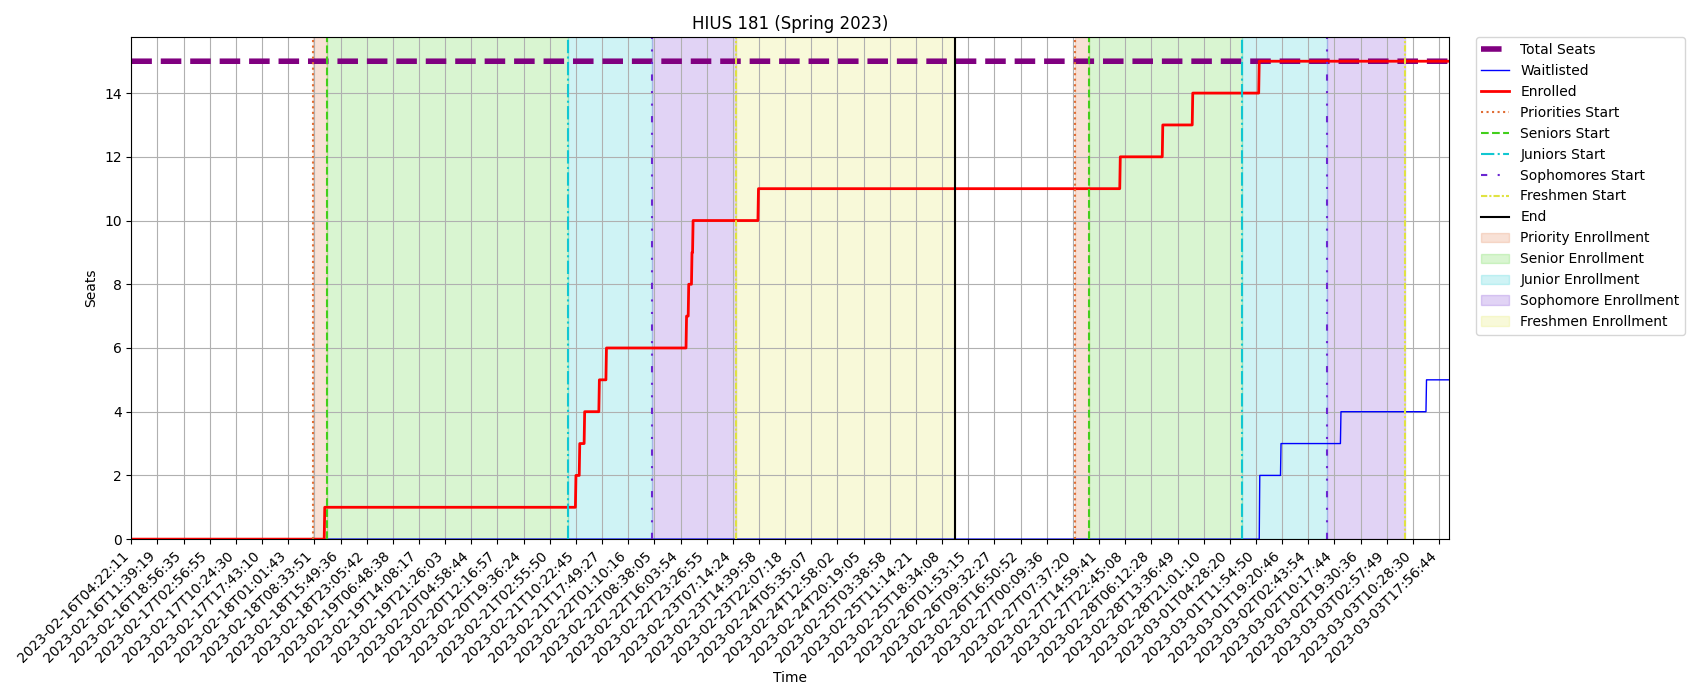 HIUS 181 (Spring 2023)
Seats
14
12
10
8
6
4
2
0
2023-02-16T04:22:11
2023-02-16T11:39:19
2023-02-16T18:56:35
2023-02-17T02:56:55
2023-02-17T10:24:30
2023-02-17T17:43:10
2023-02-18T01:01:43
2023-02-18T08:33:51
2023-02-18T15:49:36
2023-02-18T23:05:42
2023-02-19T06:48:38
2023-02-19T14:08:17
2023-02-19T21:26:03
2023-02-20T04:58:44
2023-02-20T12:16:57
2023-02-20T19:36:24
2023-02-21T02:55:50
2023-02-21T10:22:45
2023-02-21T17:49:27
2023-02-22T01:10:16
2023-02-22T08:38:05
2023-02-22T16:03:54
2023-02-22T23:26:55
2023-02-23T07:14:24
2023-02-23T14:39:58
2023-02-23T22:07:18
2023-02-24T05:35:07
2023-02-24T12:58:02
2023-02-24T20:19:05
2023-02-25T03:38:58
2023-02-25T11:14:21
2023-02-25T18:34:08
2023-02-26T01:53:15
2023-02-26T09:32:27
2023-02-26T16:50:52
2023-02-27T00:09:36
2023-02-27T07:37:20
2023-02-27T14:59:41
2023-02-27T22:45:08
2023-02-28T06:12:28
2023-02-28T13:36:49
2023-02-28T21:01:10
2023-03-01T04:28:20
2023-03-01T11:54:50
2023-03-01T19:20:46
2023-03-02T02:43:54
2023-03-02T10:17:44
2023-03-02T19:30:36
2023-03-03T02:57:49
2023-03-03T10:28:30
2023-03-03T17:56:44
Time
Total Seats
Waitlisted
Enrolled
Priorities Start
Seniors Start
Juniors Start
Sophomores Start
Freshmen Start
End
Priority Enrollment
Senior Enrollment
Junior Enrollment
Sophomore Enrollment
Freshmen Enrollment